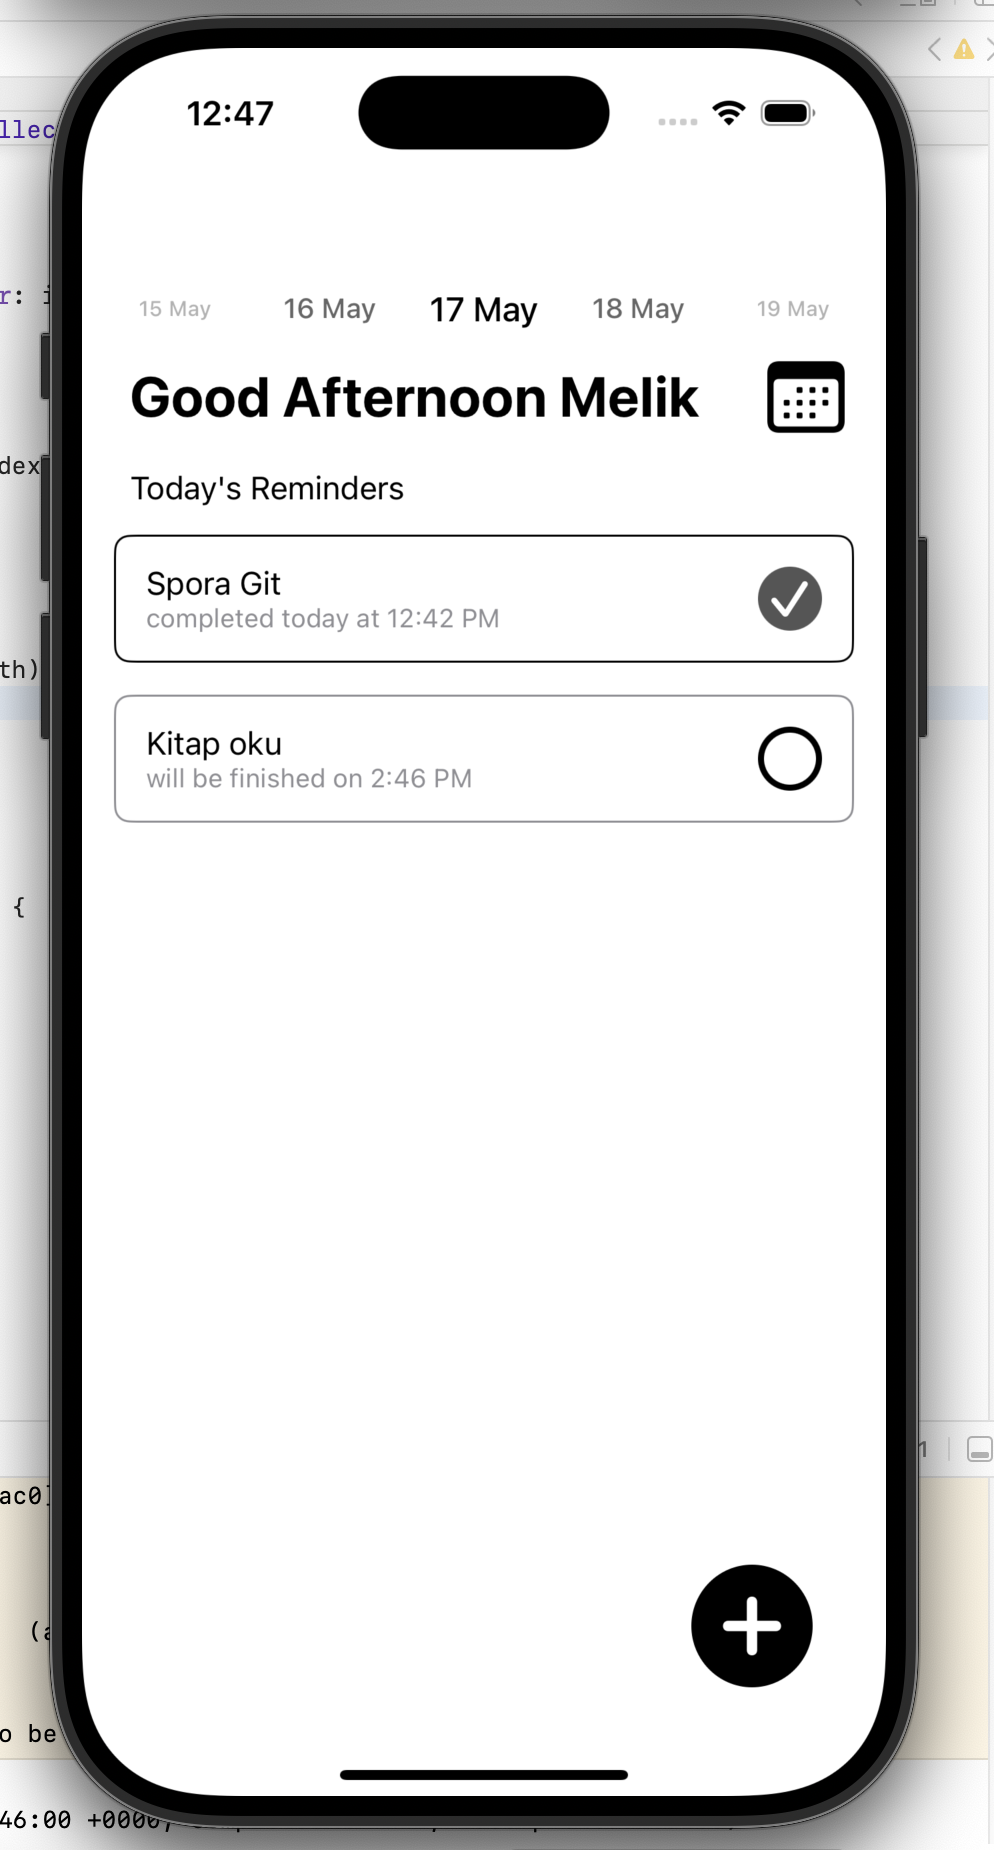 12:47
llec
r: i
15 May 16 May 17 May 18 May 19 May
Good Afternoon Melik
dex
Today's Reminders
Spora Git
completed today at 12:42 PM
th)
Kitap oku
will be finished on 2:46 PM
{
1
ac0]
(a
o be
46:00 +0000,